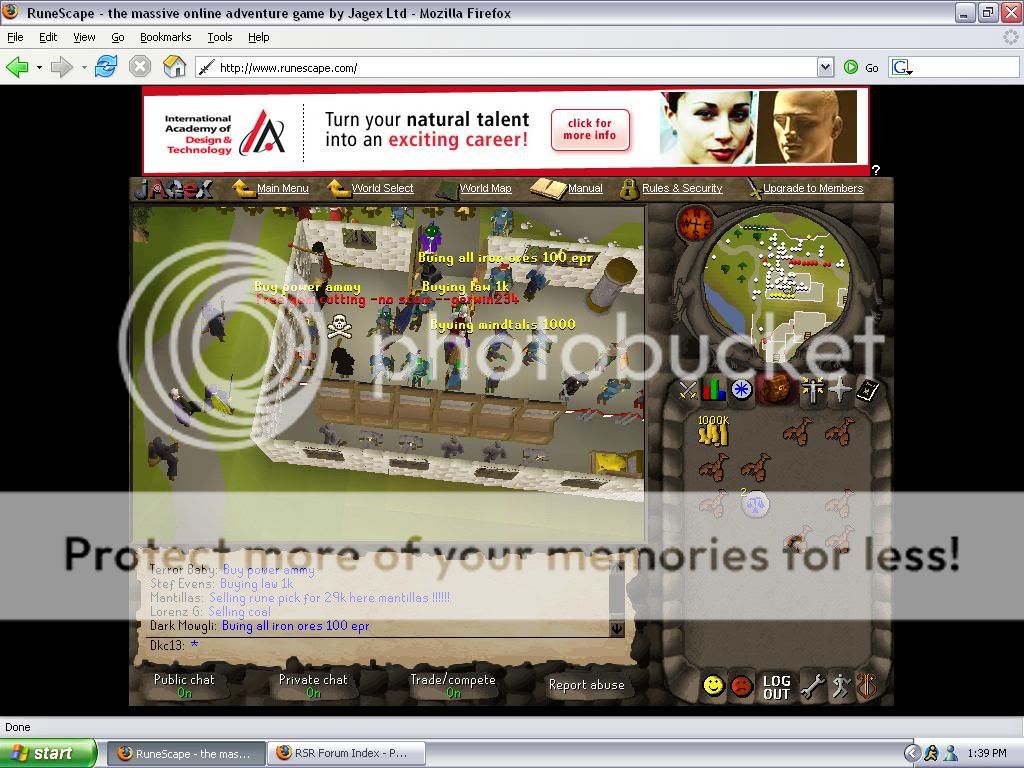 RuneScape - the massive online adventure game by Jagex Ltd - Mozilla Firefox
File Edit View Go Bookmarks Tools Help
http://www.runescape.com/
Go
G
International
Academy of
Design &
Technology
Turn your natural talent
into an exciting career!
click for
more info
?
JAGEX
Main Menu
World Select
World Map
Manual
Rules & Security
Upgrade to Members
N
W E
S
Buing all iron ores 100 epr
Buy power ammy
Buying law 1k
Free gem cutting -no scam --gerwin234
Byuing mindtalis 1000
photobucket
1000K
2
Protect more of your memories for less!
Terror Baby: Buy power ammy
Stef Evens: Buying law 1k
Mantillas: Selling rune pick for 29k here mantillas !!!!!!
Lorenz G: Selling coal
Dark Mowgli: Buing all iron ores 100 epr
Dkc13: *
Public chat
On
Private chat
On
Trade/compete
On
Report abuse
LOG
OUT
Done
start
RuneScape - the mas...
RSR Forum Index - P...
1:39 PM